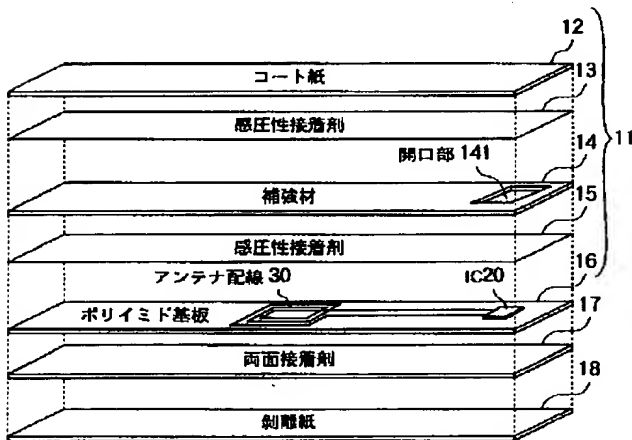 12
コート紙
13
感圧性接着剤
11
14
開口部 141
補強材
15
感圧性接着剤
16
アンテナ配線 30
IC20
ポリイミド基板
17
両面接着剤
18
剝離紙